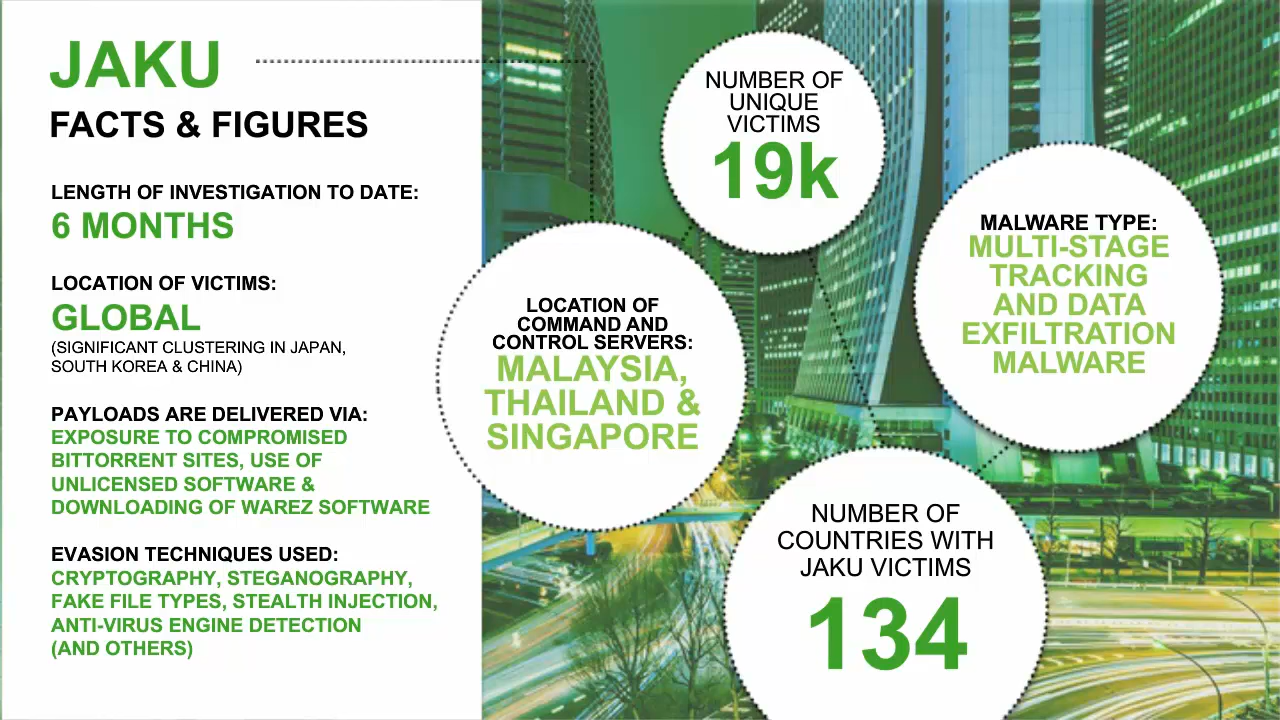 JAKU
FACTS & FIGURES
LENGTH OF INVESTIGATION TO DATE:
6 MONTHS
LOCATION OF VICTIMS:
GLOBAL
(SIGNIFICANT CLUSTERING IN JAPAN,
SOUTH KOREA & CHINA)
PAYLOADS ARE DELIVERED VIA:
EXPOSURE TO COMPROMISED
BITTORRENT SITES, USE OF
UNLICENSED SOFTWARE &
DOWNLOADING OF WAREZ SOFTWARE
EVASION TECHNIQUES USED:
CRYPTOGRAPHY, STEGANOGRAPHY,
FAKE FILE TYPES, STEALTH INJECTION,
ANTI-VIRUS ENGINE DETECTION
(AND OTHERS)
NUMBER OF
UNIQUE
VICTIMS
19k
LOCATION OF
COMMAND AND
CONTROL SERVERS:
MALAYSIA,
THAILAND &
SINGAPORE
MALWARE TYPE:
MULTI-STAGE
TRACKING
AND DATA
EXFILTRATION
MALWARE
NUMBER OF
COUNTRIES WITH
JAKU VICTIMS
134